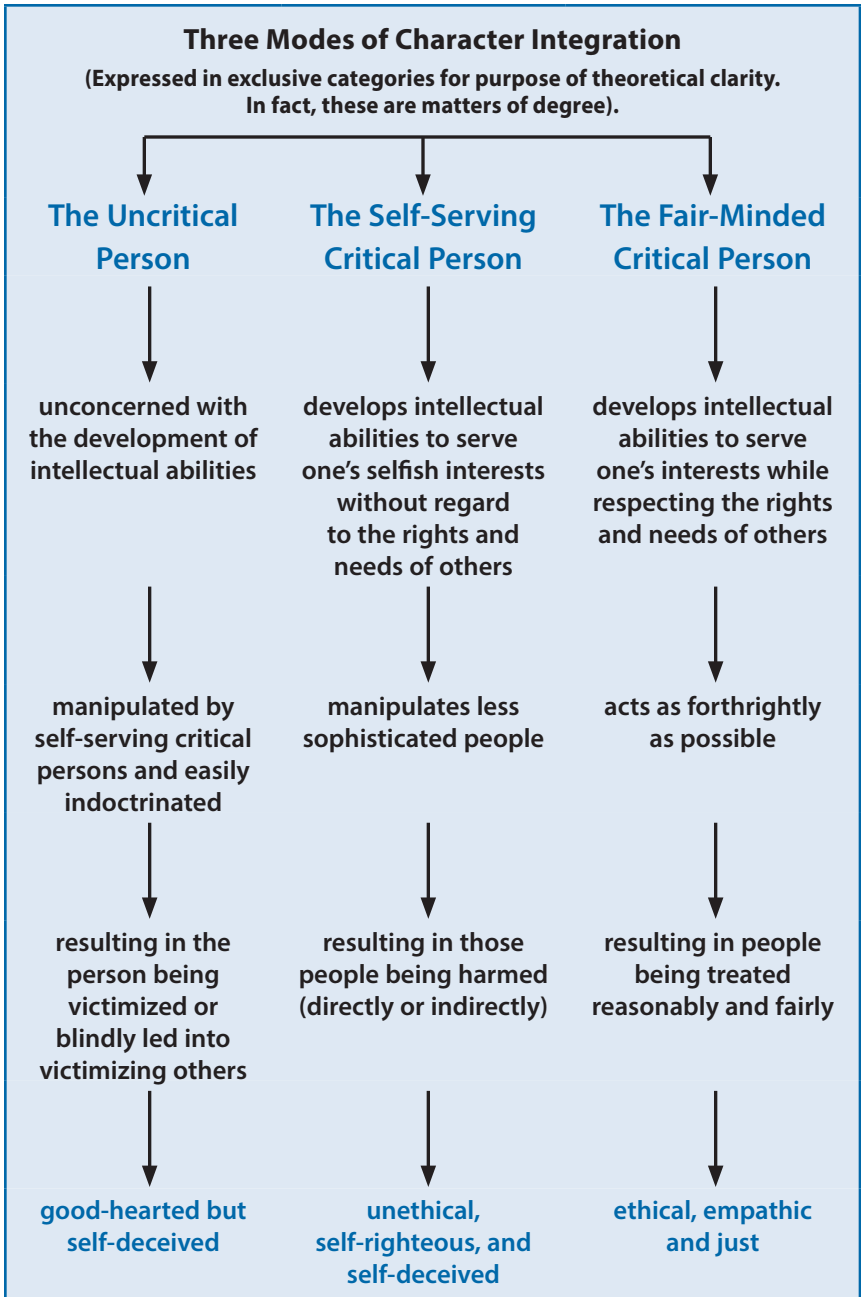 Three Modes of Character Integration
(Expressed in exclusive categories for purpose of theoretical clarity.
In fact, these are matters of degree).
The Uncritical
Person
unconcerned with
the development of
intellectual abilities
manipulated by
self-serving critical
persons and easily
indoctrinated
resulting in the
person being
victimized or
blindly led into
victimizing others
good-hearted but
self-deceived
The Self-Serving
Critical Person
develops intellectual
abilities to serve
one’s selfish interests
without regard
to the rights and
needs of others
manipulates less
sophisticated people
resulting in those
people being harmed
(directly or indirectly)
unethical,
self-righteous, and
self-deceived
The Fair-Minded
Critical Person
develops intellectual
abilities to serve
one’s interests while
respecting the rights
and needs of others
acts as forthrightly
as possible
resulting in people
being treated
reasonably and fairly
ethical, empathic
and just